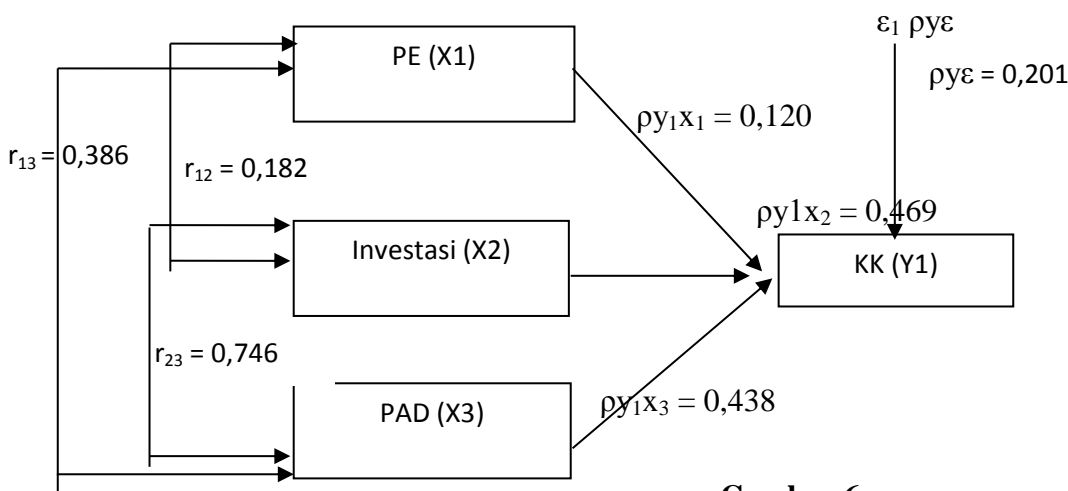 PE (X1)
ε₁ ρyε
ρyε = 0,201
ρy₁x₁ = 0,120
r₁₃ = 0,386
r₁₂ = 0,182
ρy1x₂ = 0,469
Investasi (X2)
KK (Y1)
r₂₃ = 0,746
PAD (X3)
ρy₁x₃ = 0,438